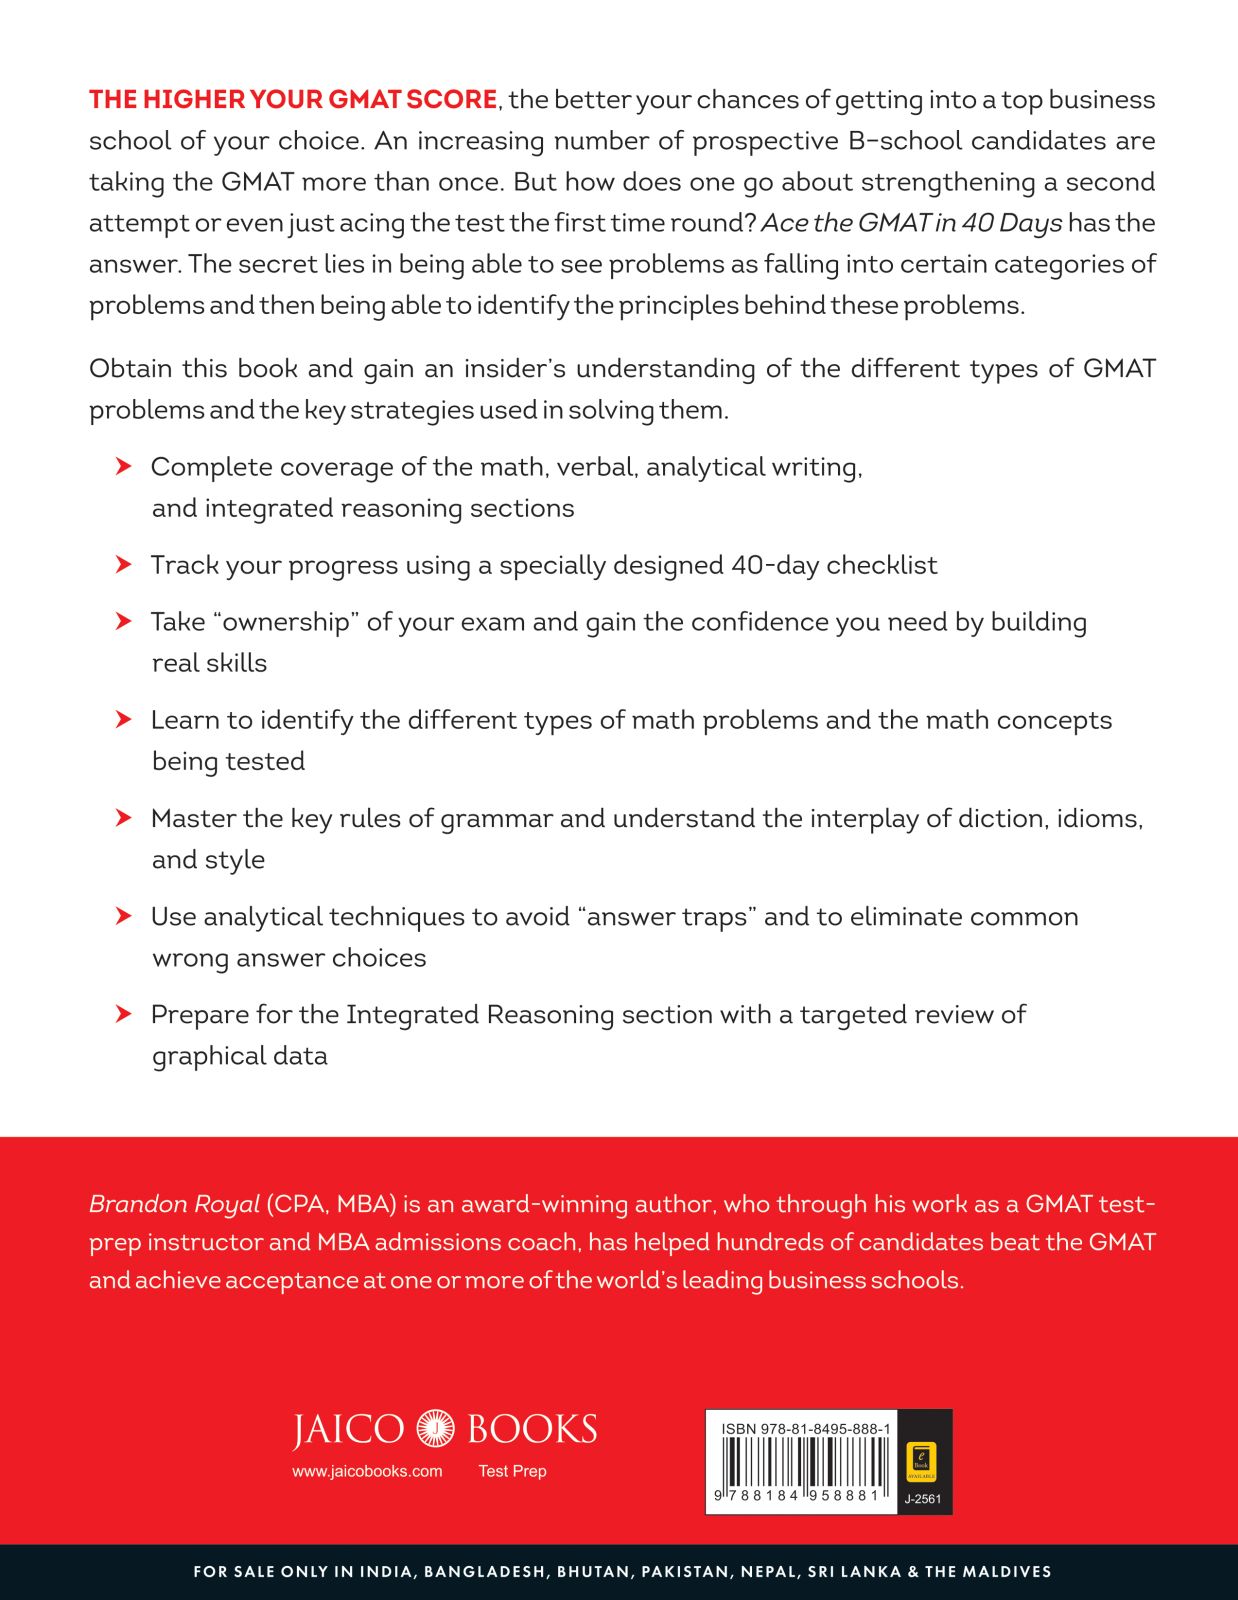 THE HIGHER YOUR GMAT SCORE, the better your chances of getting into a top business
school of your choice. An increasing number of prospective B–school candidates are
taking the GMAT more than once. But how does one go about strengthening a second
attempt or even just acing the test the first time round? Ace the GMAT in 40 Days has the
answer. The secret lies in being able to see problems as falling into certain categories of
problems and then being able to identify the principles behind these problems.
Obtain this book and gain an insider’s understanding of the different types of GMAT
problems and the key strategies used in solving them.
➤ Complete coverage of the math, verbal, analytical writing,
and integrated reasoning sections
➤ Track your progress using a specially designed 40-day checklist
➤ Take “ownership” of your exam and gain the confidence you need by building
real skills
➤ Learn to identify the different types of math problems and the math concepts
being tested
➤ Master the key rules of grammar and understand the interplay of diction, idioms,
and style
➤ Use analytical techniques to avoid “answer traps” and to eliminate common
wrong answer choices
➤ Prepare for the Integrated Reasoning section with a targeted review of
graphical data
Brandon Royal (CPA, MBA) is an award-winning author, who through his work as a GMAT test-
prep instructor and MBA admissions coach, has helped hundreds of candidates beat the GMAT
and achieve acceptance at one or more of the world’s leading business schools.
JAICO J BOOKS
www.jaicobooks.com Test Prep
ISBN 978-81-8495-888-1
9 788184 958881
e
Book
AVAILABLE
J-2561
FOR SALE ONLY IN INDIA, BANGLADESH, BHUTAN, PAKISTAN, NEPAL, SRI LANKA & THE MALDIVES